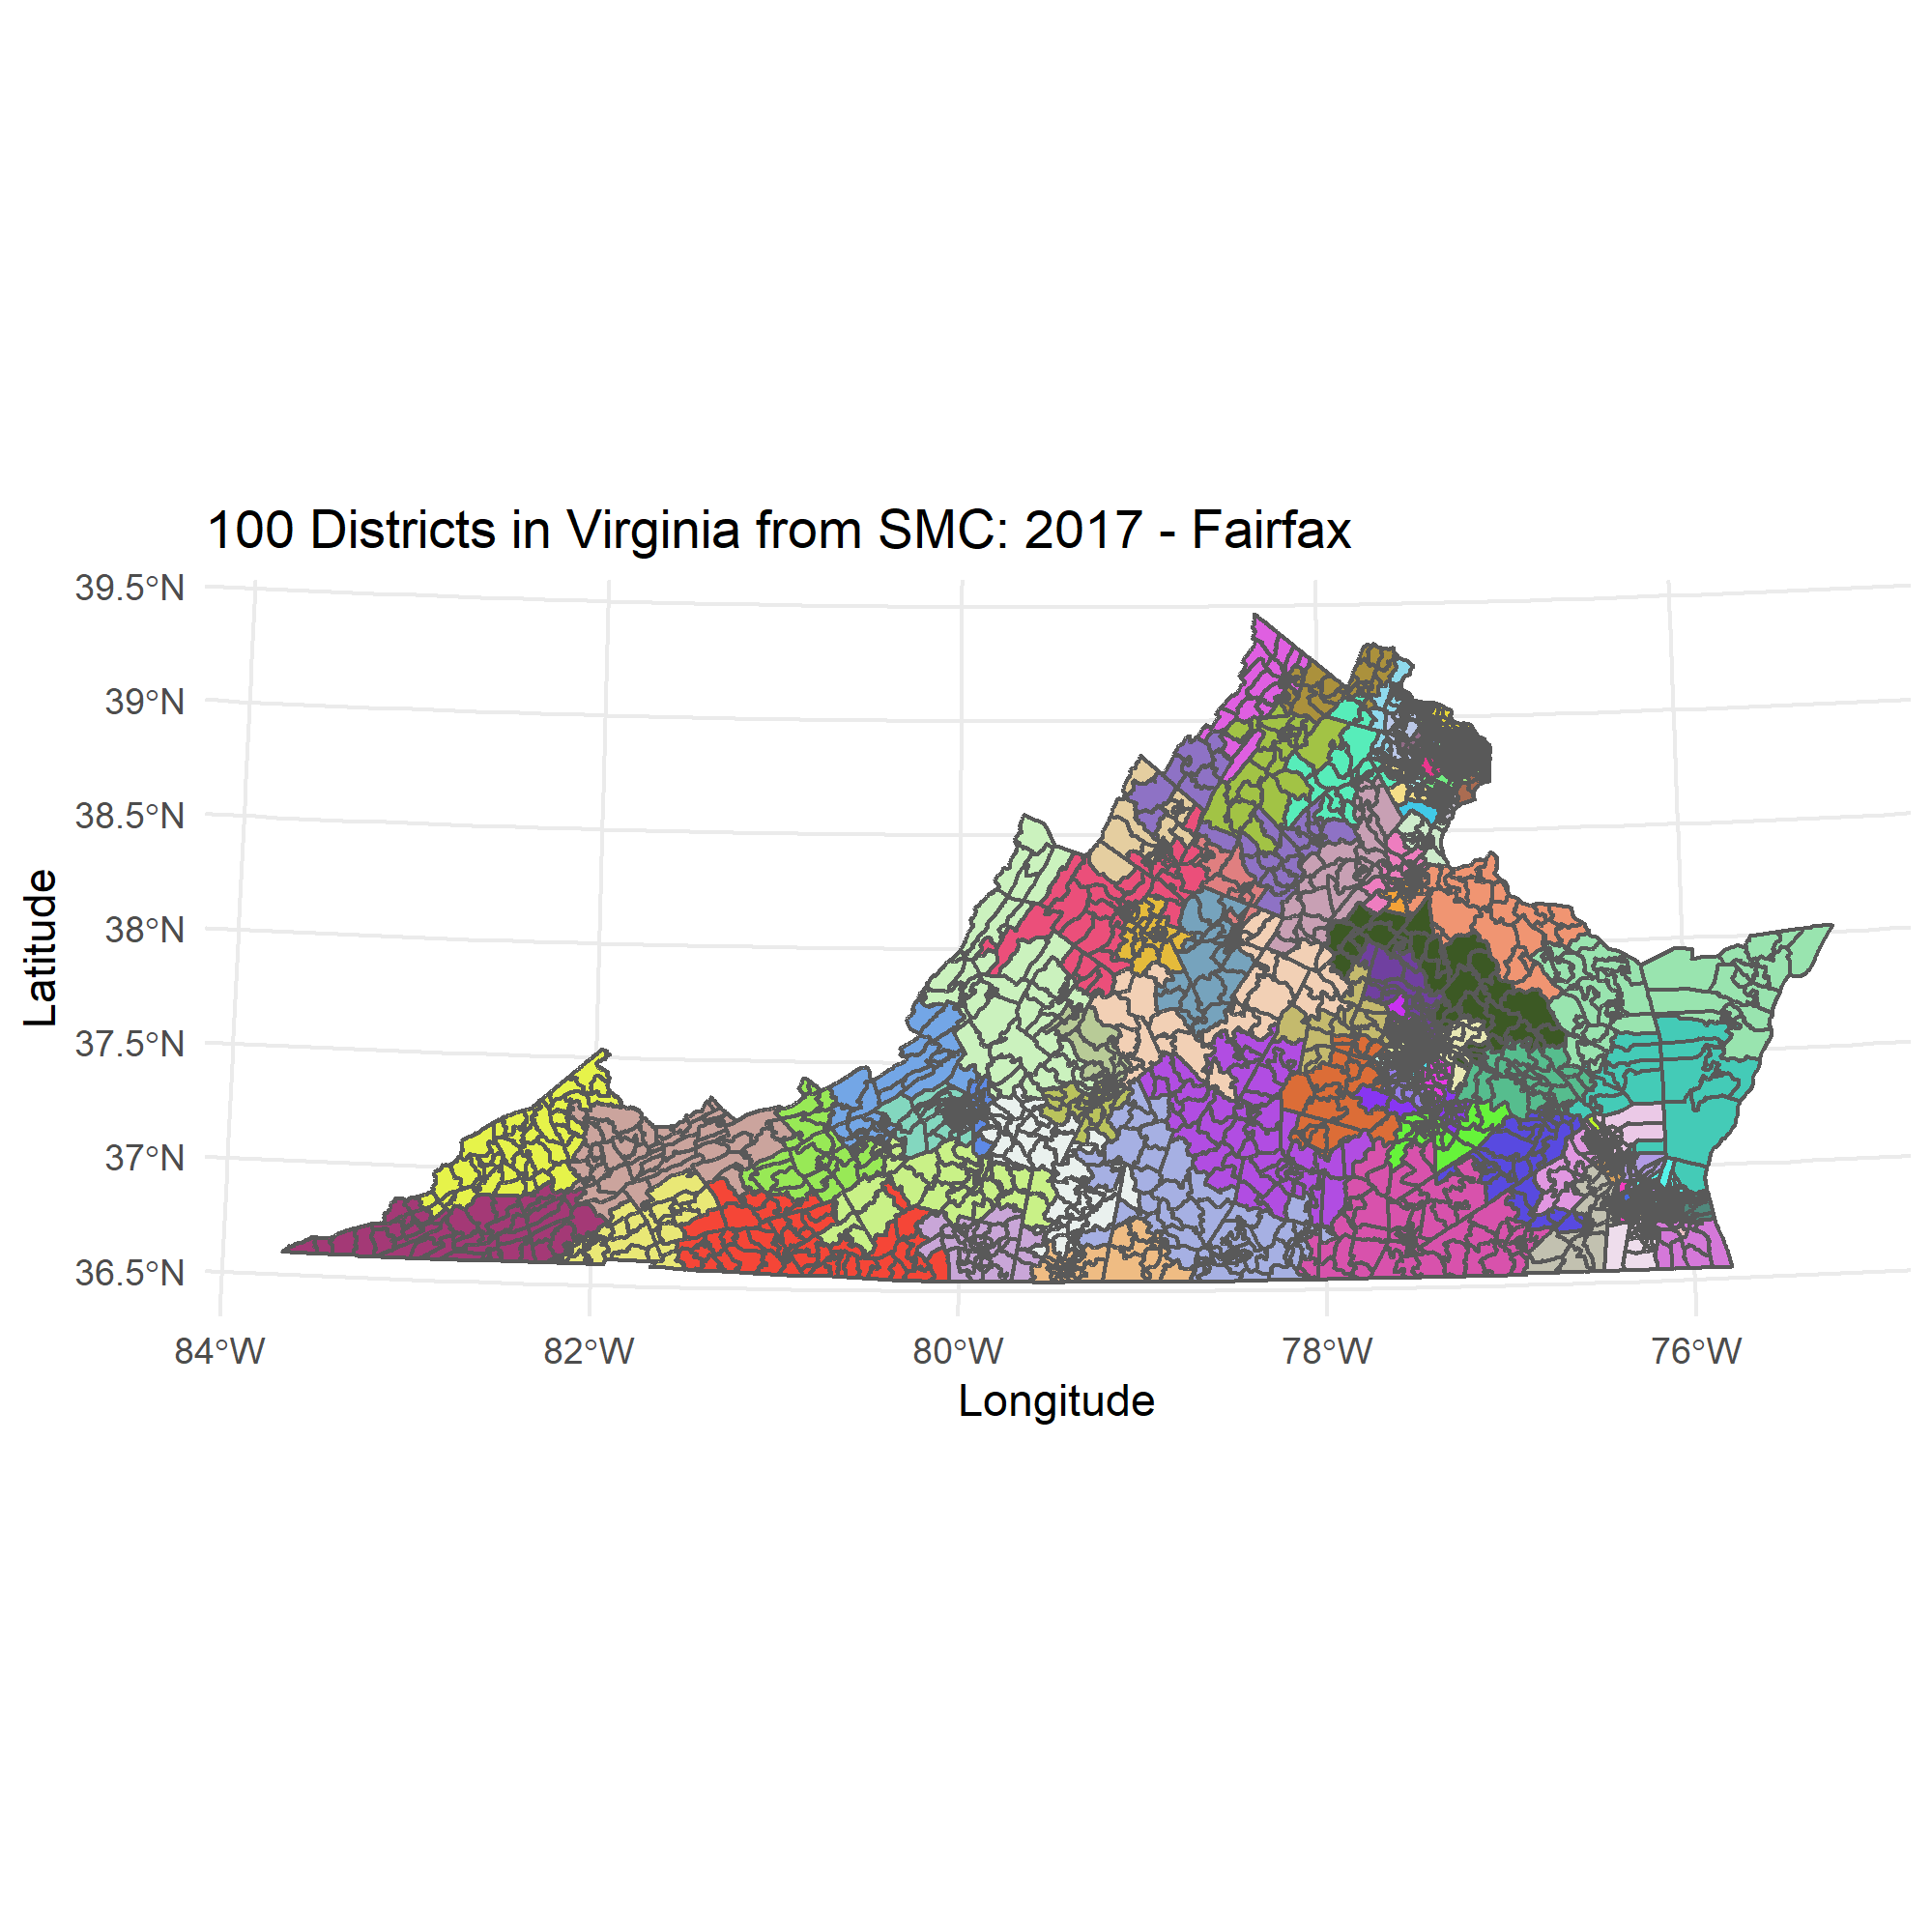 100 Districts in Virginia from SMC: 2017 - Fairfax
39.5°N
39°N
38.5°N
38°N
37.5°N
37°N
36.5°N
Latitude
84°W 82°W 80°W 78°W 76°W
Longitude